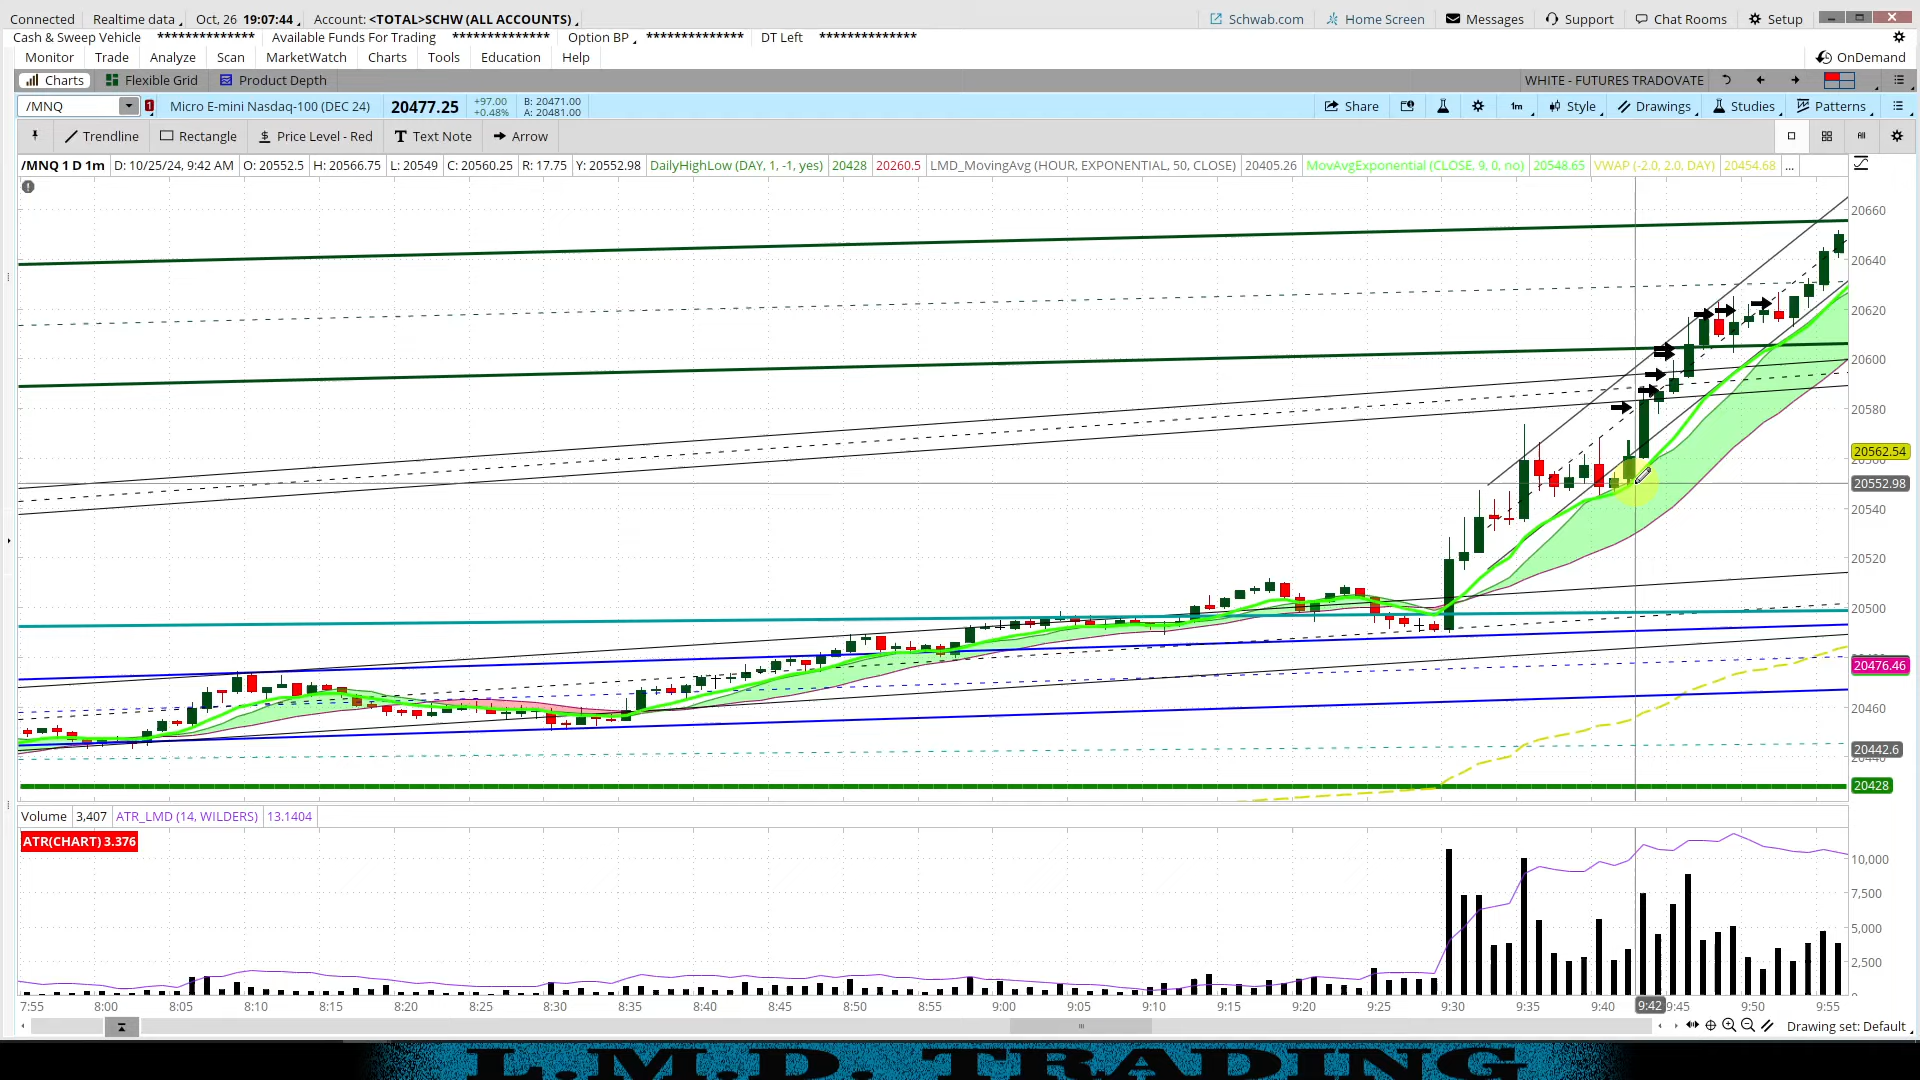 Connected Realtime data Oct, 26 19:07:44 Account: <TOTAL>SCHW (ALL ACCOUNTS) Schwab.com Home Screen Messages Support Chat Rooms Setup
Cash & Sweep Vehicle ************** Available Funds For Trading ************** Option BP ************** DT Left **************
Monitor Trade Analyze Scan MarketWatch Charts Tools Education Help OnDemand
Charts Flexible Grid Product Depth WHITE - FUTURES TRADOVATE
/MNQ 1 Micro E-mini Nasdaq-100 (DEC 24) 20477.25 +97.00 B: 20471.00 Share 1m Style Drawings Studies Patterns
+0.48% A: 20481.00
Trendline Rectangle $ Price Level - Red T Text Note Arrow All
/MNQ 1 D 1m D: 10/25/24, 9:42 AM O: 20552.5 H: 20566.75 L: 20549 C: 20560.25 R: 17.75 Y: 20552.98 DailyHighLow (DAY, 1, -1, yes) 20428 20260.5 LMD_MovingAvg (HOUR, EXPONENTIAL, 50, CLOSE) 20405.26 MovAvgExponential (CLOSE, 9, 0, no) 20548.65 VWAP (-2.0, 2.0, DAY) 20454.68 ...
20660
20640
20620
20600
20580
20562.54
20552.98
20540
20520
20500
20476.46
20460
20442.6
20428
Volume 3,407 ATR_LMD (14, WILDERS) 13.1404
ATR(CHART) 3.376
10,000
7,500
5,000
2,500
7:55 8:00 8:05 8:10 8:15 8:20 8:25 8:30 8:35 8:40 8:45 8:50 8:55 9:00 9:05 9:10 9:15 9:20 9:25 9:30 9:35 9:40 9:42 9:45 9:50 9:55
Drawing set: Default
L.M.D. TRADING